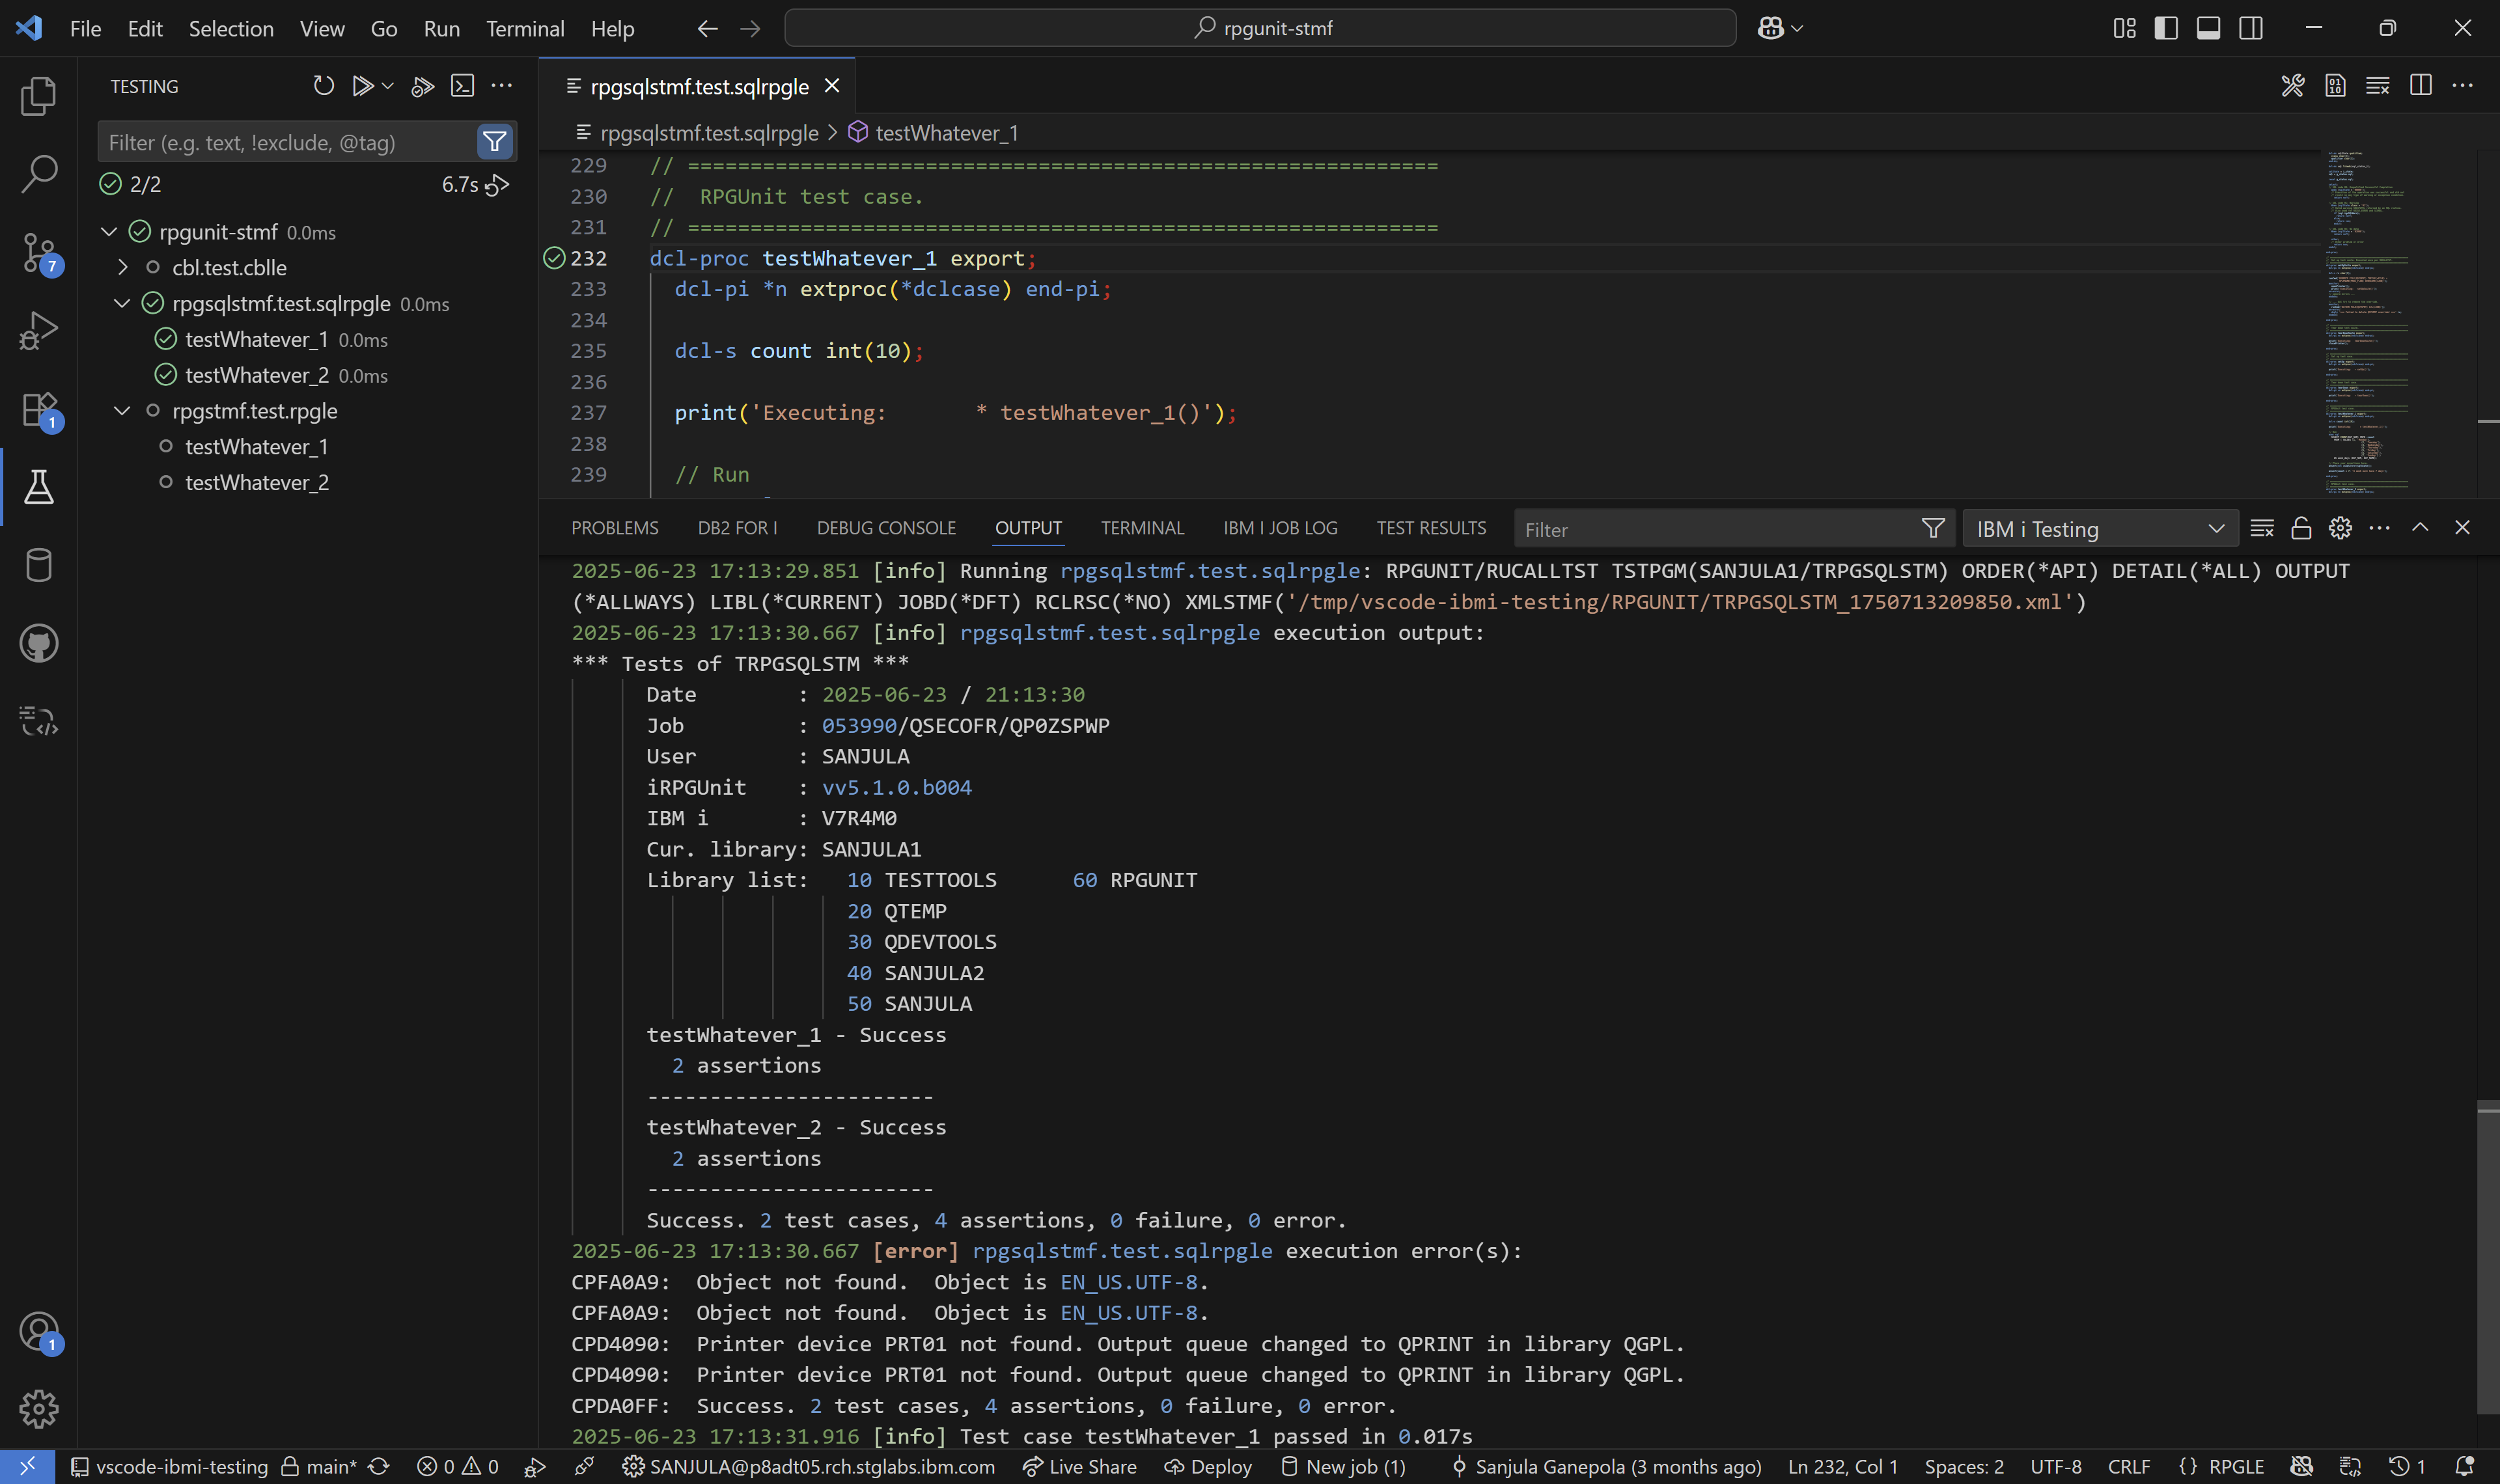 File Edit Selection View Go Run Terminal Help
rpgunit-stmf
TESTING
rpgsqlstmf.test.sqlrpgle
Filter (e.g. text, !exclude, @tag)
2/2
6.7s
rpgunit-stmf 0.0ms
cbl.test.cblle
rpgsqlstmf.test.sqlrpgle 0.0ms
testWhatever_1 0.0ms
testWhatever_2 0.0ms
rpgstmf.test.rpgle
testWhatever_1
testWhatever_2
7
1
1
rpgsqlstmf.test.sqlrpgle > testWhatever_1
229 // ============================================================
230 //  RPGUnit test case.
231 // ============================================================
232 dcl-proc testWhatever_1 export;
233 dcl-pi *n extproc(*dclcase) end-pi;
234
235 dcl-s count int(10);
236
237 print('Executing:       * testWhatever_1()');
238
239 // Run
PROBLEMS DB2 FOR I DEBUG CONSOLE OUTPUT TERMINAL IBM I JOB LOG TEST RESULTS Filter IBM i Testing
2025-06-23 17:13:29.851 [info] Running rpgsqlstmf.test.sqlrpgle: RPGUNIT/RUCALLTST TSTPGM(SANJULA1/TRPGSQLSTM) ORDER(*API) DETAIL(*ALL) OUTPUT
(*ALLWAYS) LIBL(*CURRENT) JOBD(*DFT) RCLRSC(*NO) XMLSTMF('/tmp/vscode-ibmi-testing/RPGUNIT/TRPGSQLSTM_1750713209850.xml')
2025-06-23 17:13:30.667 [info] rpgsqlstmf.test.sqlrpgle execution output:
*** Tests of TRPGSQLSTM ***
Date        : 2025-06-23 / 21:13:30
Job         : 053990/QSECOFR/QP0ZSPWP
User        : SANJULA
iRPGUnit    : vv5.1.0.b004
IBM i       : V7R4M0
Cur. library: SANJULA1
Library list:   10 TESTTOOLS      60 RPGUNIT
20 QTEMP
30 QDEVTOOLS
40 SANJULA2
50 SANJULA
testWhatever_1 - Success
2 assertions
-----------------------
testWhatever_2 - Success
2 assertions
-----------------------
Success. 2 test cases, 4 assertions, 0 failure, 0 error.
2025-06-23 17:13:30.667 [error] rpgsqlstmf.test.sqlrpgle execution error(s):
CPFA0A9:  Object not found.  Object is EN_US.UTF-8.
CPFA0A9:  Object not found.  Object is EN_US.UTF-8.
CPD4090:  Printer device PRT01 not found. Output queue changed to QPRINT in library QGPL.
CPD4090:  Printer device PRT01 not found. Output queue changed to QPRINT in library QGPL.
CPDA0FF:  Success. 2 test cases, 4 assertions, 0 failure, 0 error.
2025-06-23 17:13:31.916 [info] Test case testWhatever_1 passed in 0.017s
vscode-ibmi-testing main* 0 0 SANJULA@p8adt05.rch.stglabs.ibm.com Live Share Deploy New job (1) Sanjula Ganepola (3 months ago) Ln 232, Col 1 Spaces: 2 UTF-8 CRLF {} RPGLE 1